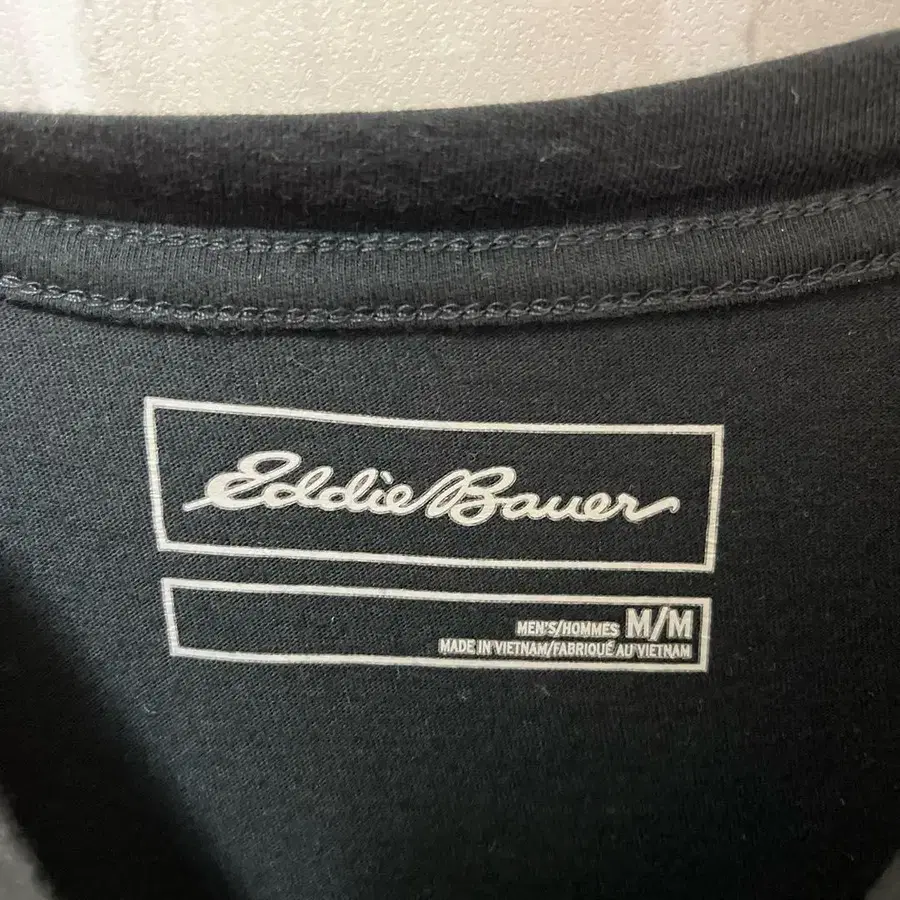 Eddie Bauer
MEN'S/HOMMES M/M
MADE IN VIETNAM/FABRIQUÉ AU VIETNAM